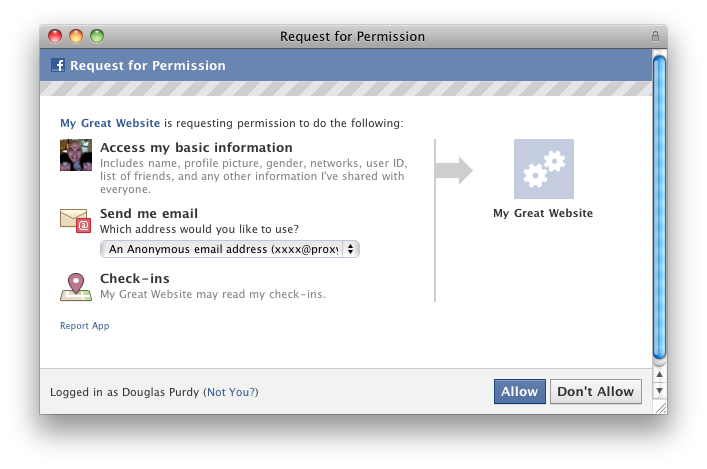 Request for Permission
f Request for Permission
My Great Website is requesting permission to do the following:
Access my basic information
Includes name, profile picture, gender, networks, user ID,
list of friends, and any other information I've shared with
everyone.
Send me email
Which address would you like to use?
An Anonymous email address (xxxx@proxy
Check-ins
My Great Website may read my check-ins.
Report App
My Great Website
Logged in as Douglas Purdy (Not You?)
Allow
Don't Allow